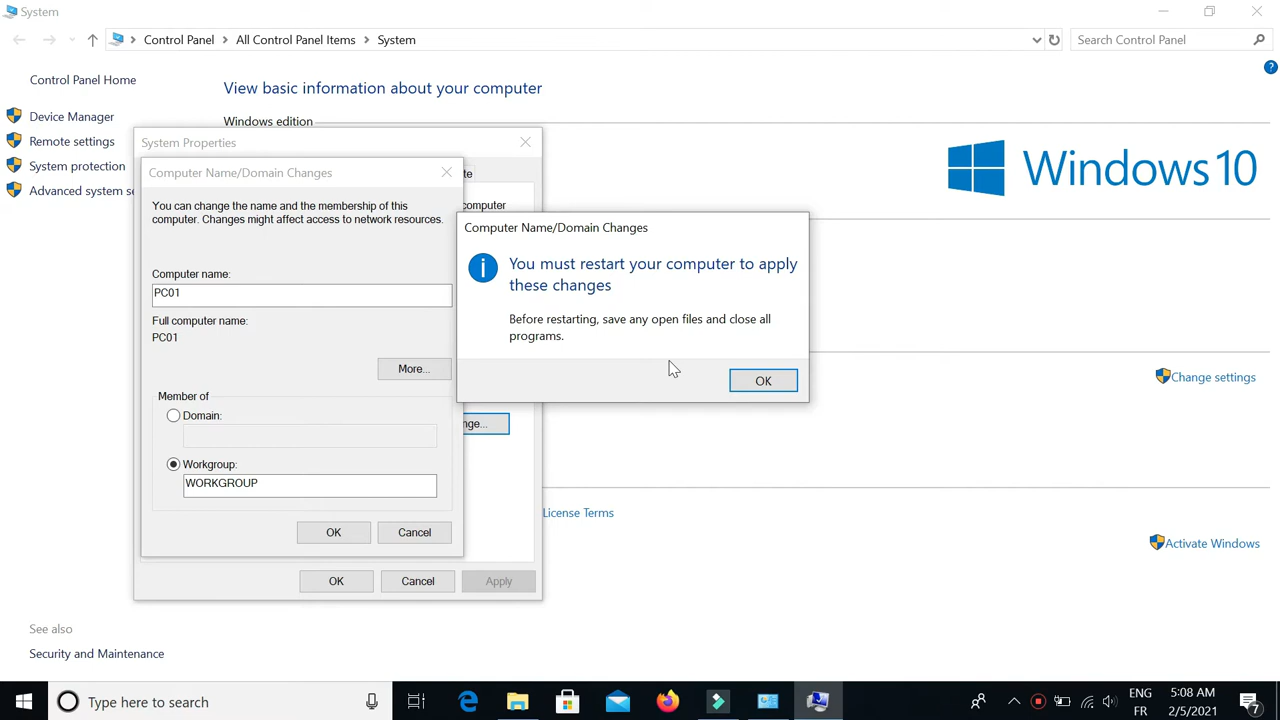 System
Control Panel > All Control Panel Items > System
Search Control Panel
Control Panel Home
Device Manager
Remote settings
System protection
Advanced system se
View basic information about your computer
Windows edition
Windows 10
System Properties
Computer Name/Domain Changes
You can change the name and the membership of this
computer. Changes might affect access to network resources.
computer
Computer name:
PC01
Full computer name:
PC01
More...
Member of
Domain:
Workgroup:
WORKGROUP
OK
Cancel
nge...
OK
Cancel
Apply
Computer Name/Domain Changes
You must restart your computer to apply
these changes
Before restarting, save any open files and close all
programs.
OK
Change settings
License Terms
Activate Windows
See also
Security and Maintenance
Type here to search
ENG
FR
5:08 AM
2/5/2021
7